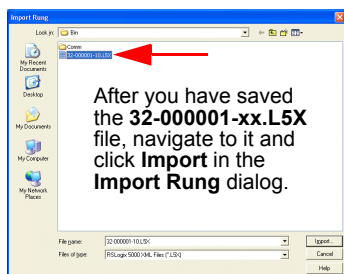 Import Rung
Look in:
Bin
Comm
32-000001-10.L5X
My Recent
Documents
Desktop
My Documents
My Computer
My Network
Places
After you have saved
the 32-000001-xx.L5X
file, navigate to it and
click Import in the
Import Rung dialog.
File name:
32-000001-10.L5X
Import...
Files of type:
RSLogix 5000 XML Files (*.L5X)
Cancel
Help